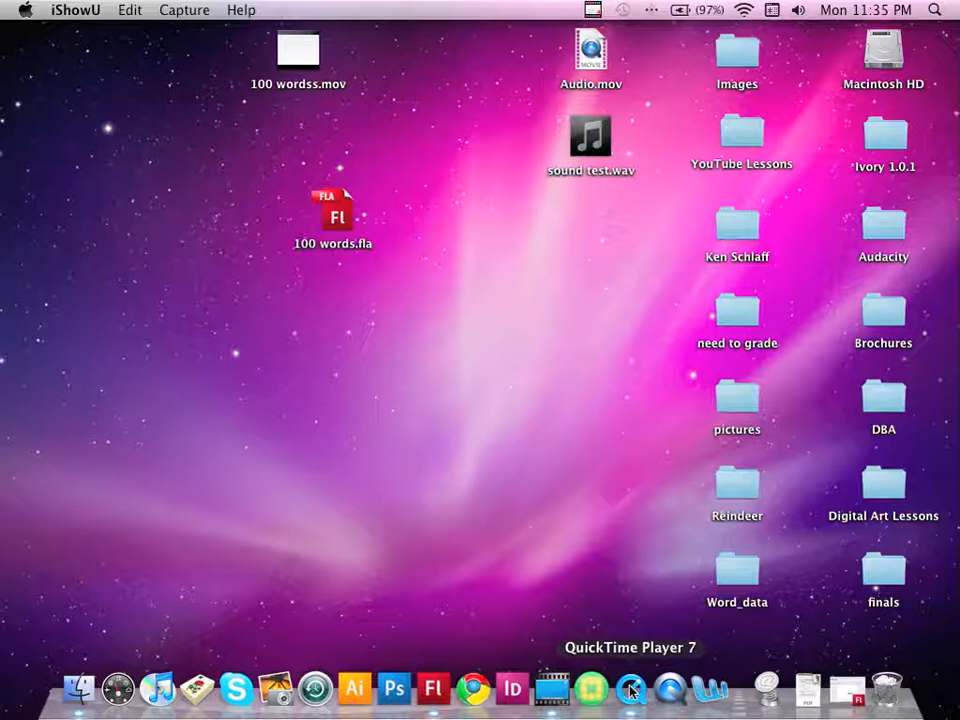 iShowU Edit Capture Help (97%) Mon 11:35 PM
100 wordss.mov
MOVIE
Audio.mov
Images
Macintosh HD
sound test.wav
YouTube Lessons
Ivory 1.0.1
FLA
Fl
100 words.fla
Ken Schlaff
Audacity
need to grade
Brochures
pictures
DBA
Reindeer
Digital Art Lessons
Word_data
finals
QuickTime Player 7
Ai Ps Fl Id
PDF